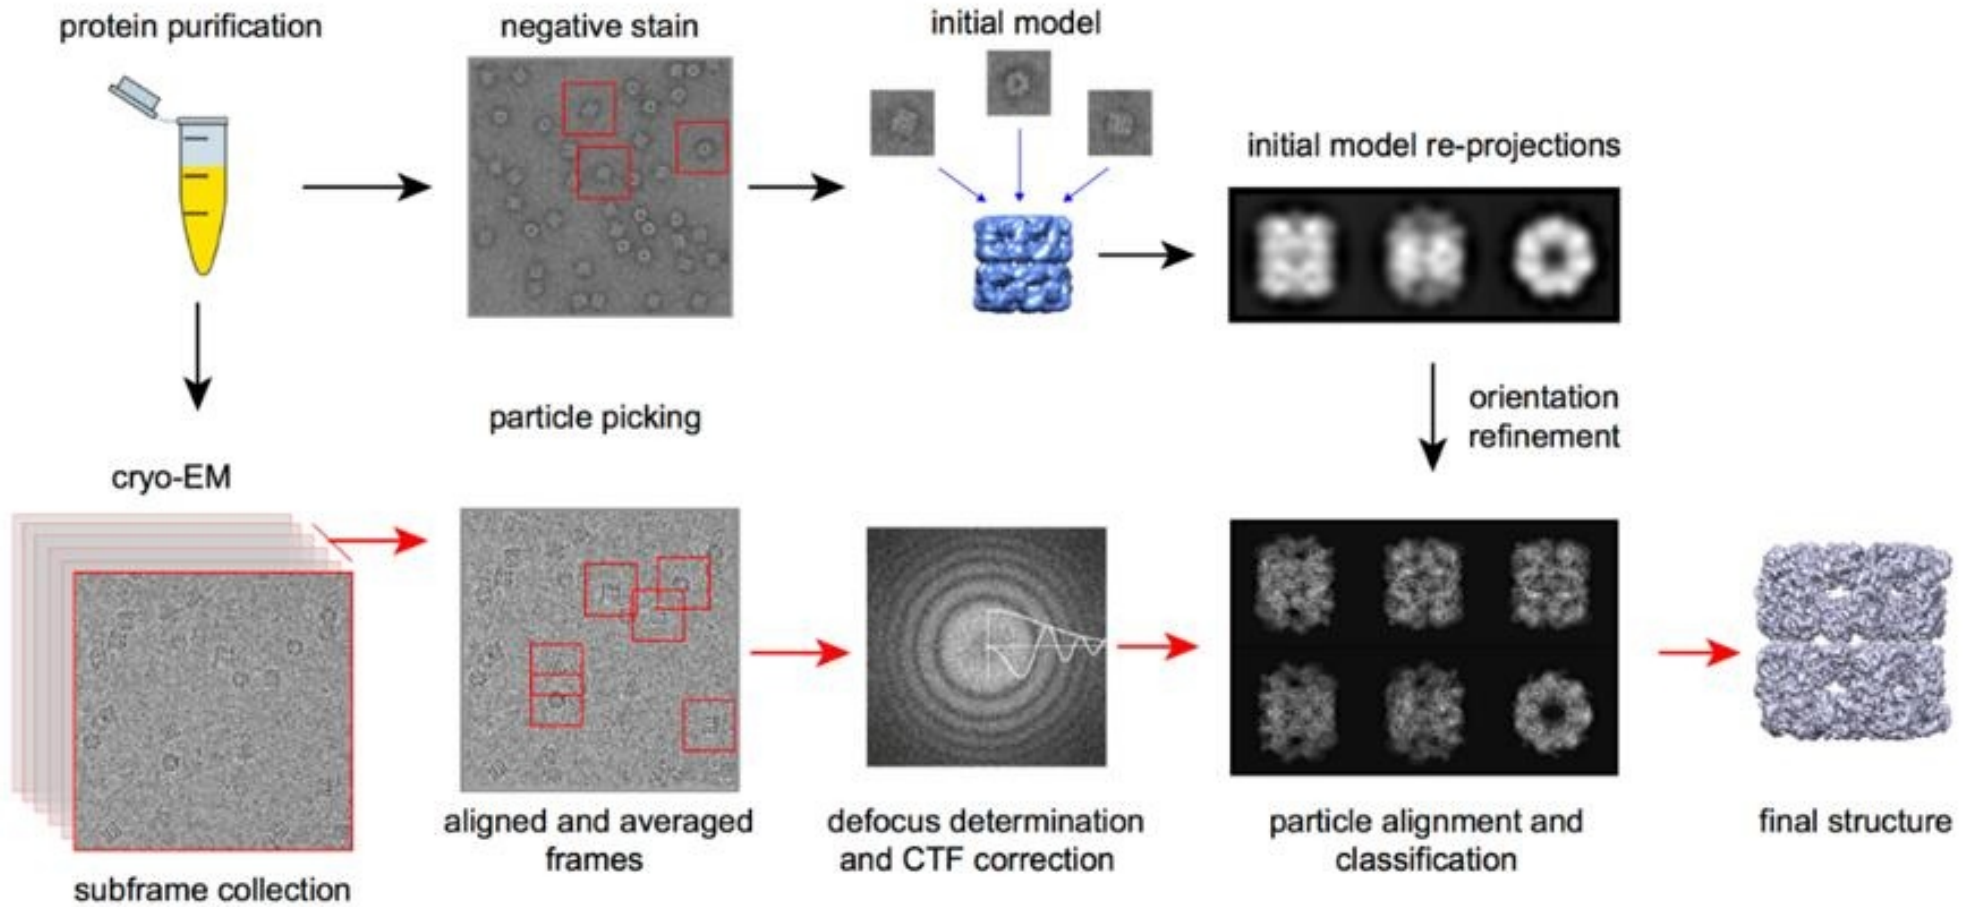 protein purification
negative stain
initial model
initial model re-projections
orientation
refinement
particle picking
cryo-EM
subframe collection
aligned and averaged
frames
defocus determination
and CTF correction
particle alignment and
classification
final structure